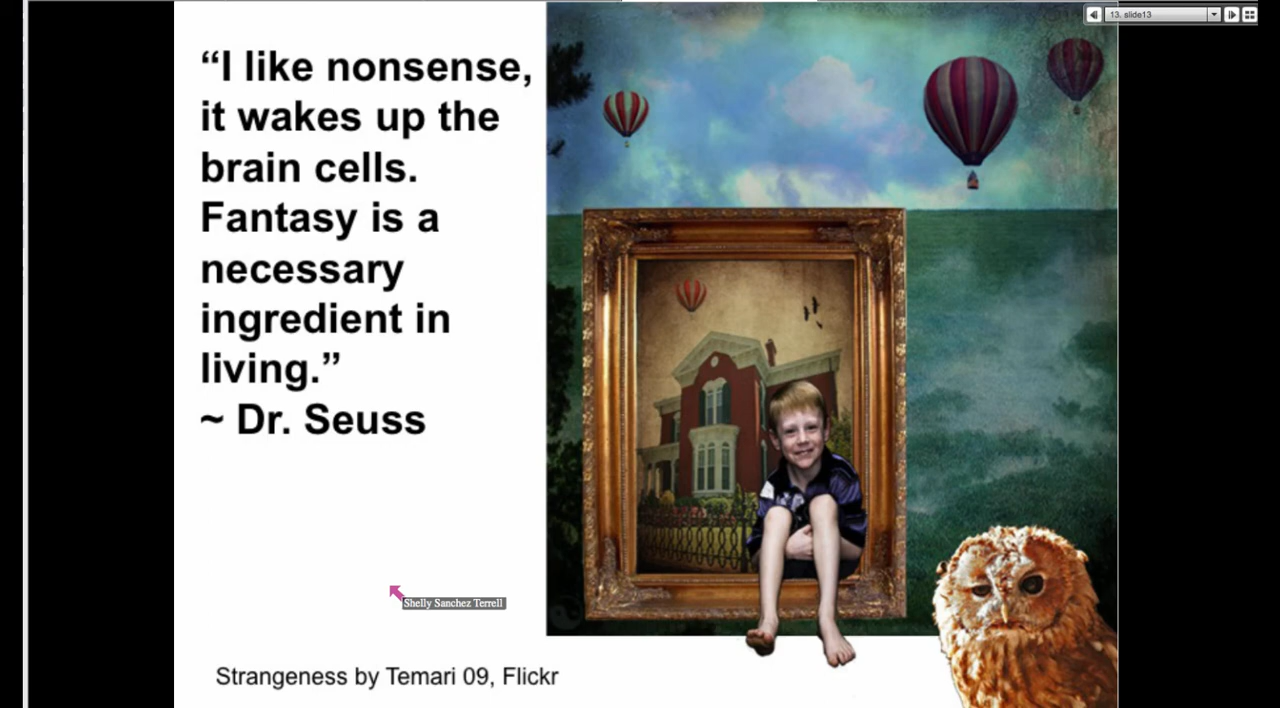 13. slide13
“I like nonsense,
it wakes up the
brain cells.
Fantasy is a
necessary
ingredient in
living.”
~ Dr. Seuss
Shelly Sanchez Terrell
Strangeness by Temari 09, Flickr